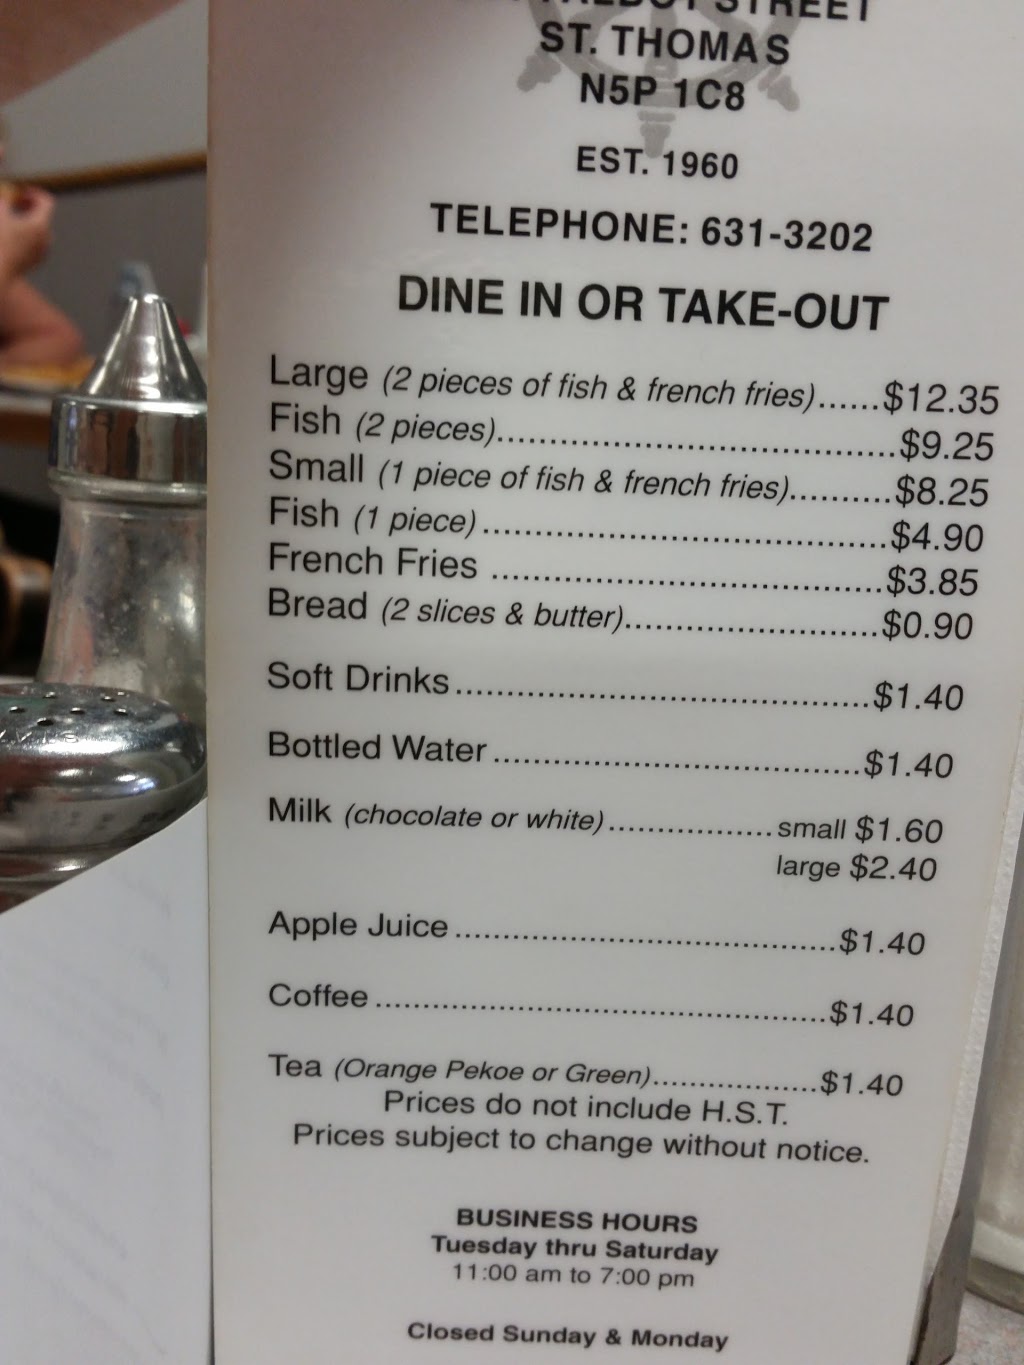 STREET
ST. THOMAS
N5P 1C8
EST. 1960
TELEPHONE: 631-3202
DINE IN OR TAKE-OUT
Large (2 pieces of fish & french fries)......$12.35
Fish (2 pieces).......................................$9.25
Small (1 piece of fish & french fries)..........$8.25
Fish (1 piece).......................................$4.90
French Fries......................................$3.85
Bread (2 slices & butter).........................$0.90
Soft Drinks.........................................$1.40
Bottled Water....................................$1.40
Milk (chocolate or white)................small $1.60
large $2.40
Apple Juice.....................................$1.40
Coffee............................................$1.40
Tea (Orange Pekoe or Green).................$1.40
Prices do not include H.S.T.
Prices subject to change without notice.
BUSINESS HOURS
Tuesday thru Saturday
11:00 am to 7:00 pm
Closed Sunday & Monday